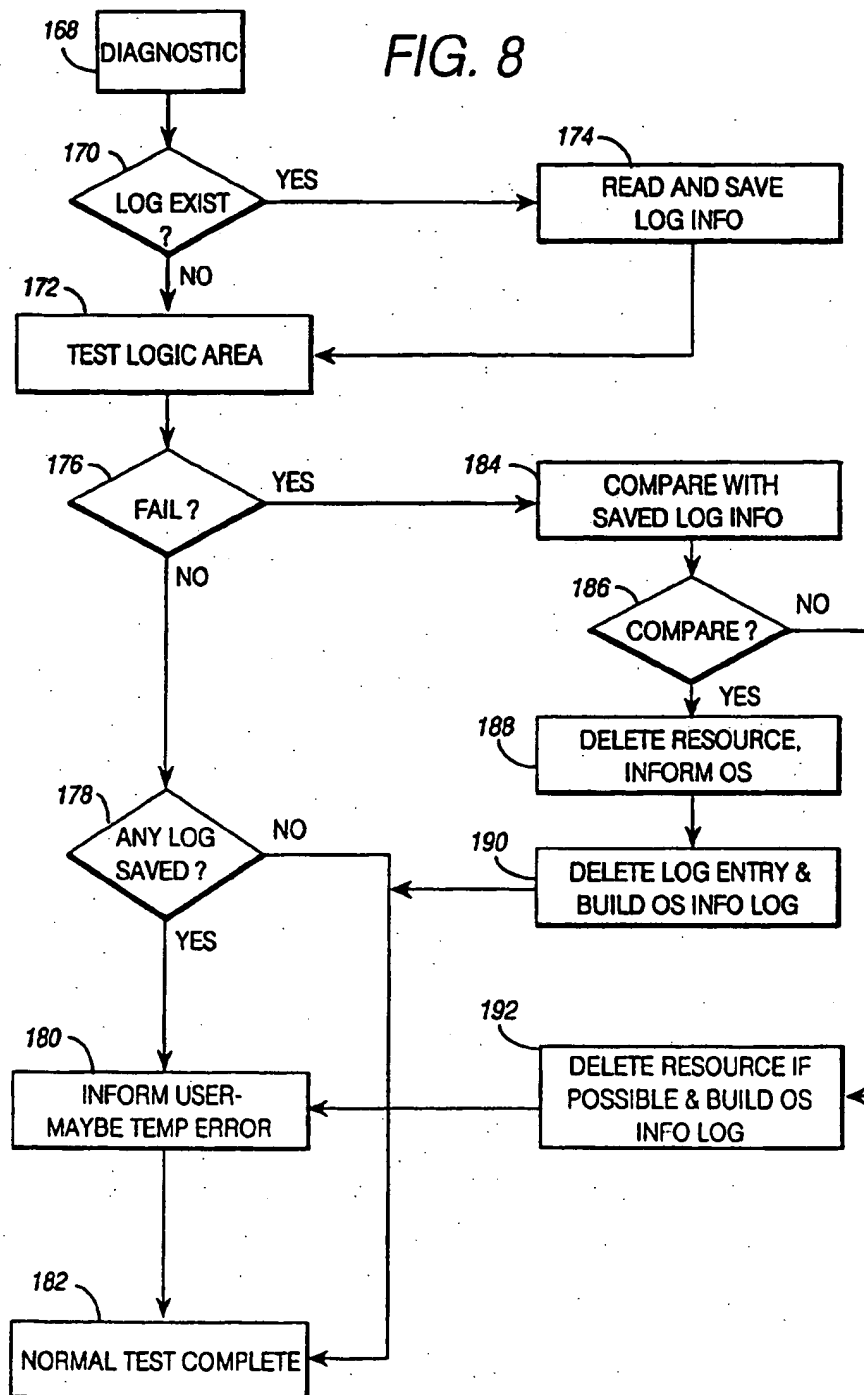 FIG. 8
168
DIAGNOSTIC
170
LOG EXIST
?
YES
NO
174
READ AND SAVE
LOG INFO
172
TEST LOGIC AREA
176
FAIL ?
YES
NO
184
COMPARE WITH
SAVED LOG INFO
186
COMPARE ?
NO
YES
188
DELETE RESOURCE,
INFORM OS
178
ANY LOG
SAVED ?
NO
YES
190
DELETE LOG ENTRY &
BUILD OS INFO LOG
192
DELETE RESOURCE IF
POSSIBLE & BUILD OS
INFO LOG
180
INFORM USER-
MAYBE TEMP ERROR
182
NORMAL TEST COMPLETE